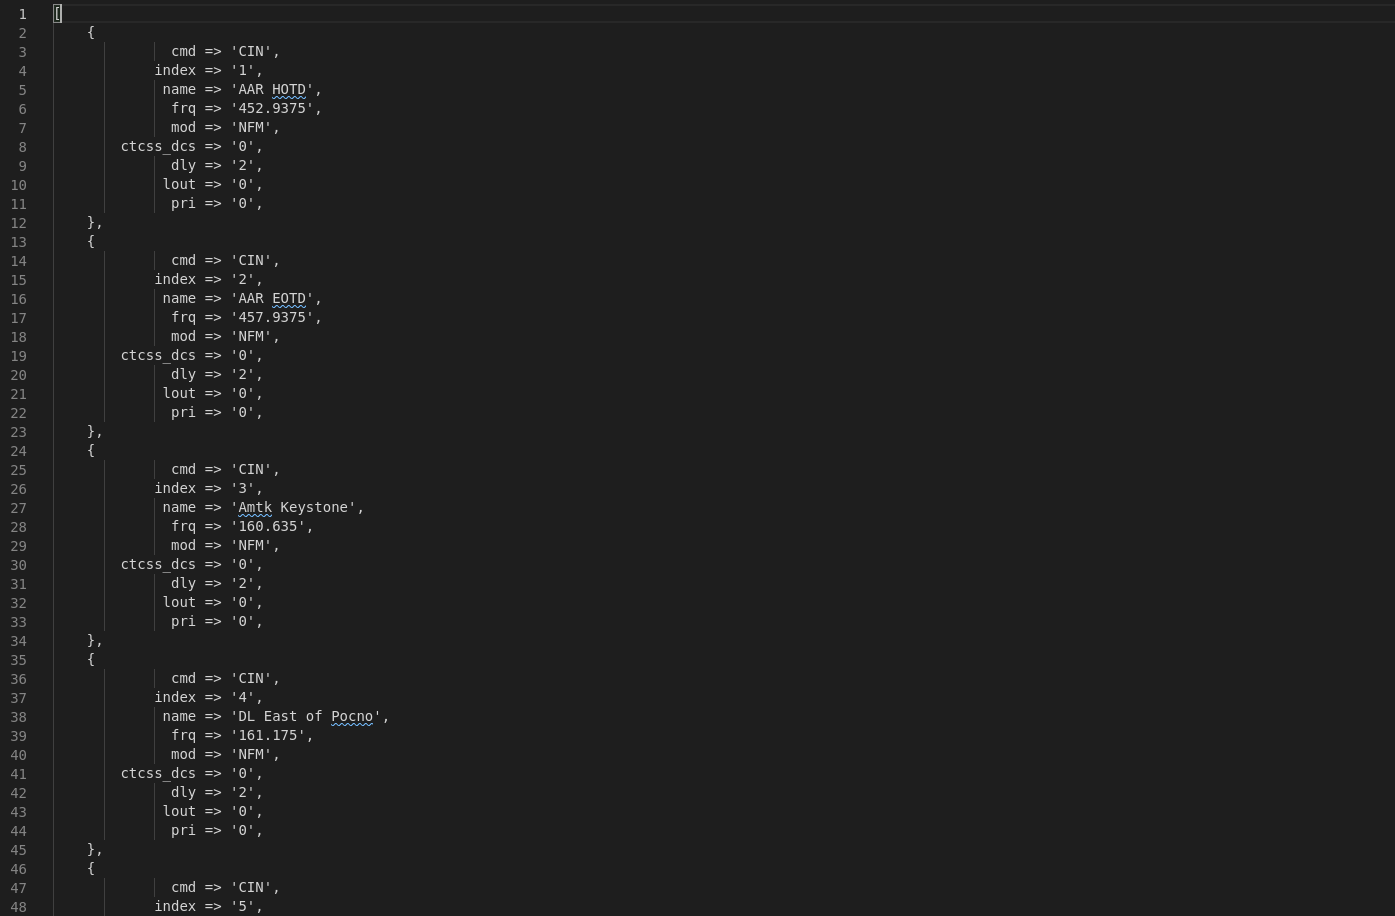 1 [
2 {
3 cmd => 'CIN',
4 index => '1',
5 name => 'AAR HOTD',
6 frq => '452.9375',
7 mod => 'NFM',
8 ctcss_dcs => '0',
9 dly => '2',
10 lout => '0',
11 pri => '0',
12 },
13 {
14 cmd => 'CIN',
15 index => '2',
16 name => 'AAR EOTD',
17 frq => '457.9375',
18 mod => 'NFM',
19 ctcss_dcs => '0',
20 dly => '2',
21 lout => '0',
22 pri => '0',
23 },
24 {
25 cmd => 'CIN',
26 index => '3',
27 name => 'Amtk Keystone',
28 frq => '160.635',
29 mod => 'NFM',
30 ctcss_dcs => '0',
31 dly => '2',
32 lout => '0',
33 pri => '0',
34 },
35 {
36 cmd => 'CIN',
37 index => '4',
38 name => 'DL East of Pocno',
39 frq => '161.175',
40 mod => 'NFM',
41 ctcss_dcs => '0',
42 dly => '2',
43 lout => '0',
44 pri => '0',
45 },
46 {
47 cmd => 'CIN',
48 index => '5',